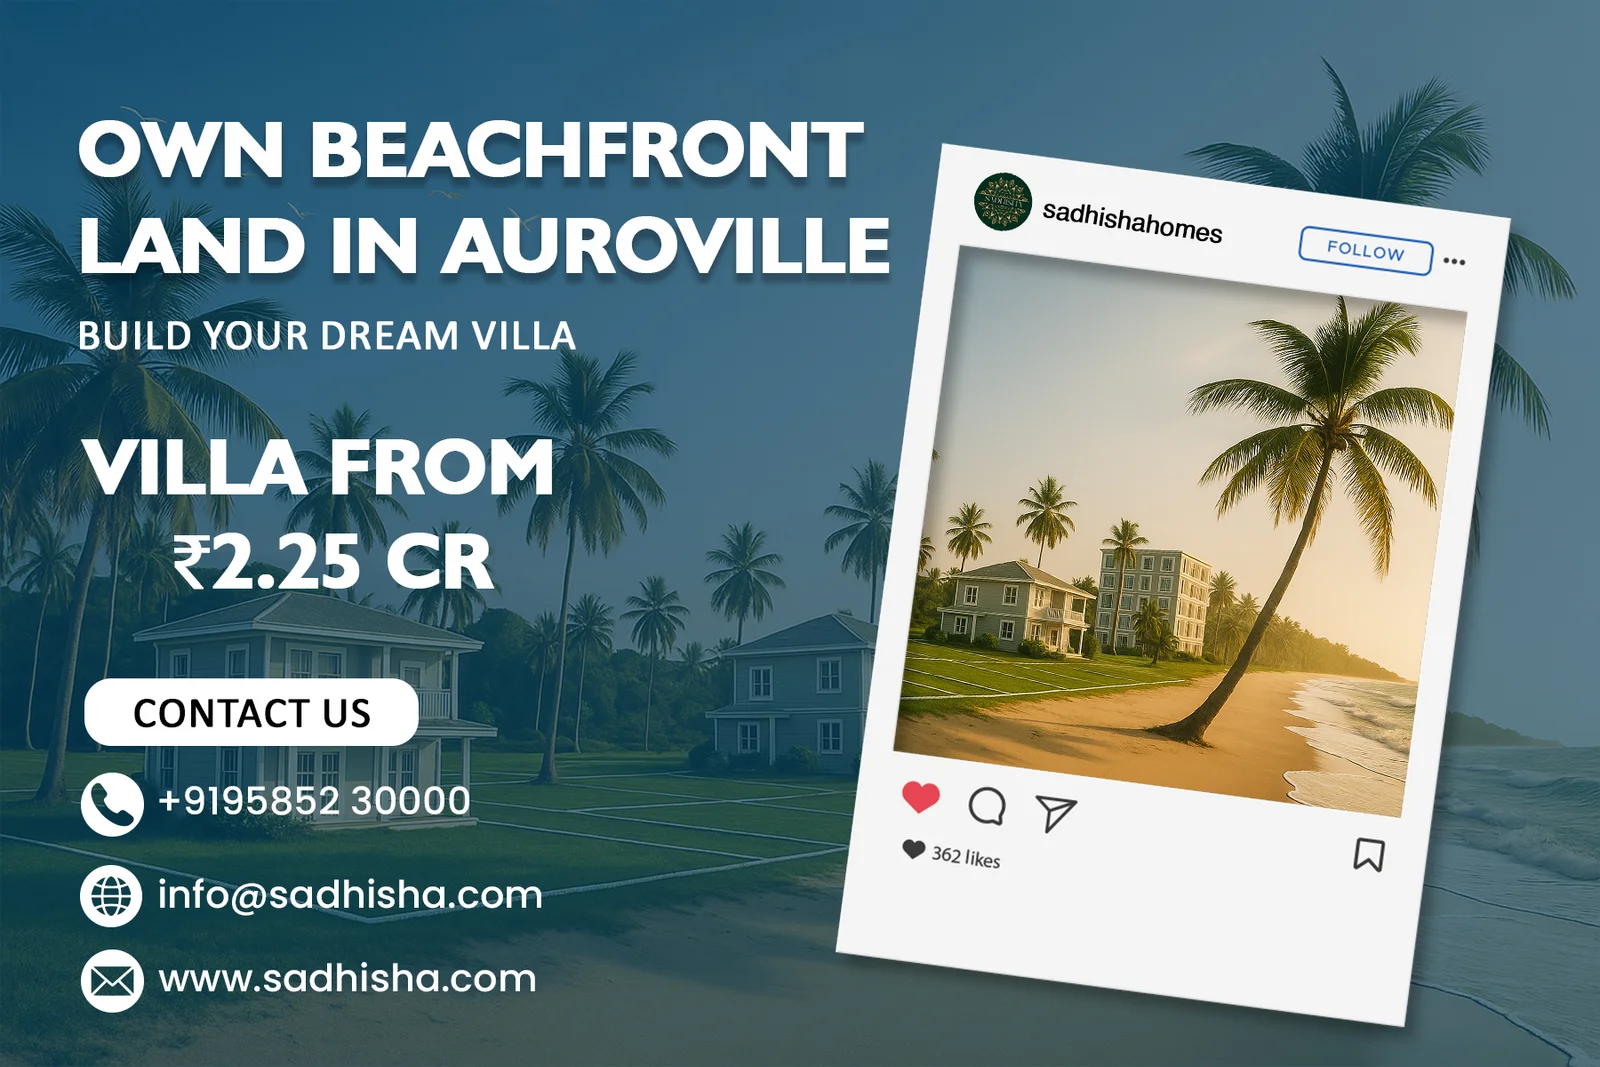 OWN BEACHFRONT
LAND IN AUROVILLE
BUILD YOUR DREAM VILLA
VILLA FROM
₹2.25 CR
CONTACT US
+9195852 30000
info@sadhisha.com
www.sadhisha.com
SADHISHA
sadhishahomes
FOLLOW
362 likes